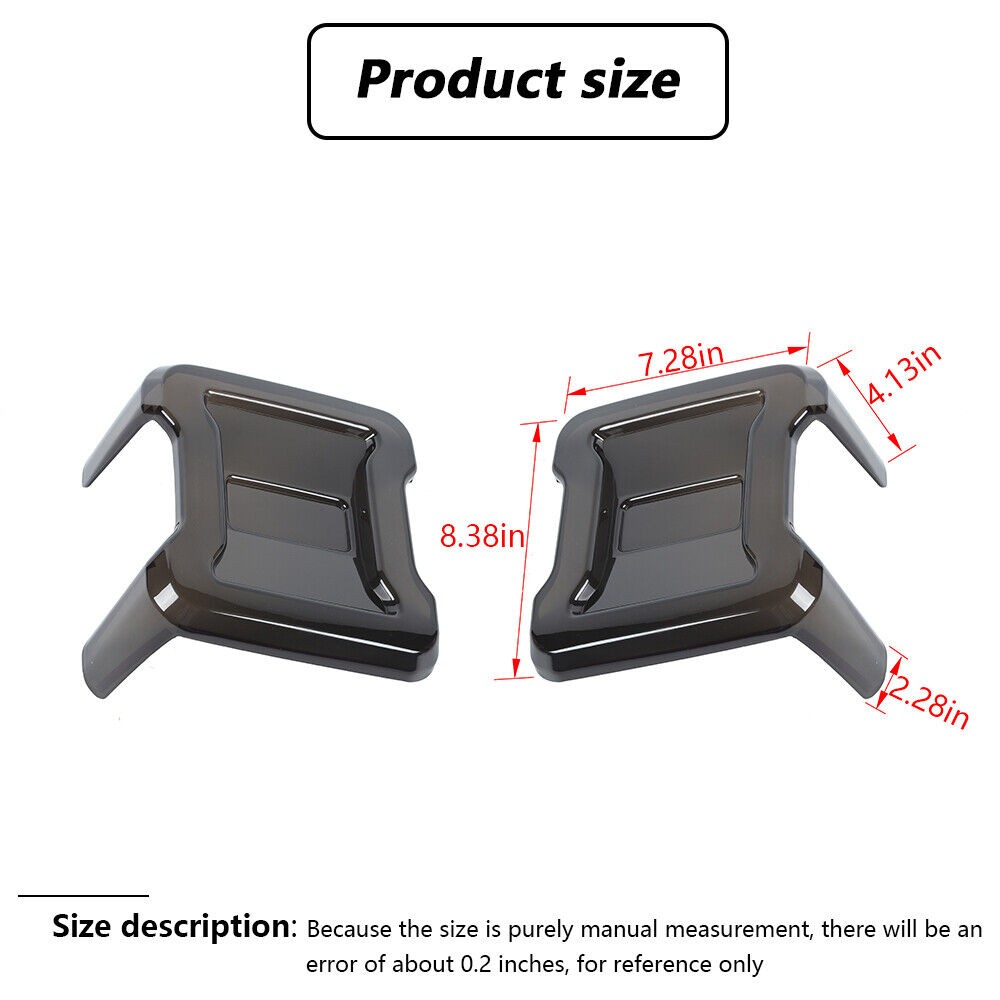 Product size
7.28in
4.13in
8.38in
2.28in
Size description: Because the size is purely manual measurement, there will be an
error of about 0.2 inches, for reference only